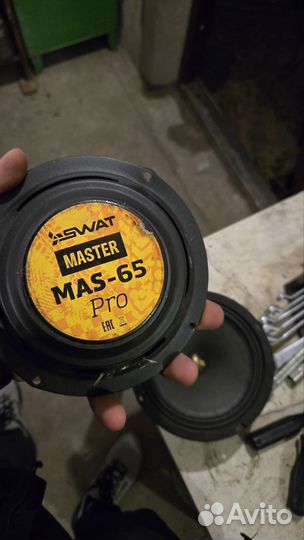 SWAT
MASTER
MAS-65
Pro
EAC
Avito